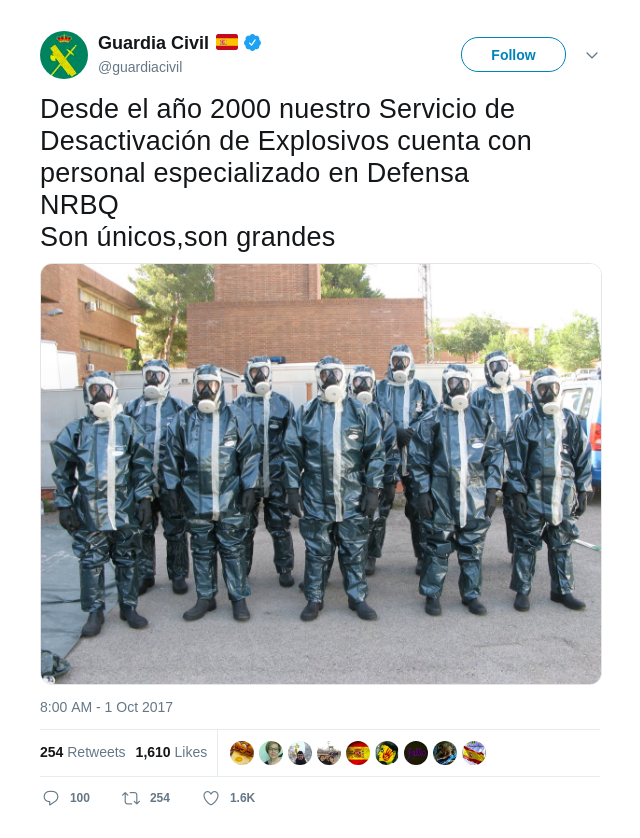 Guardia Civil
@guardiacivil
Follow
Desde el año 2000 nuestro Servicio de
Desactivación de Explosivos cuenta con
personal especializado en Defensa
NRBQ
Son únicos,son grandes
8:00 AM - 1 Oct 2017
254 Retweets 1,610 Likes
100 254 1.6K